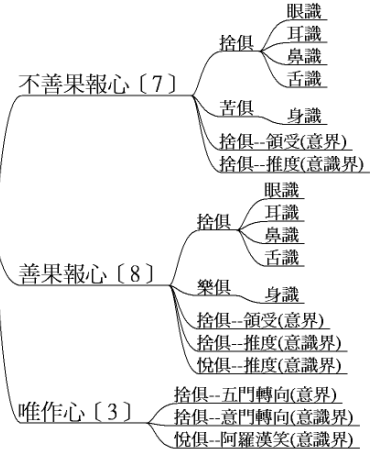 不善果報心〔7〕
捨俱
眼識
耳識
鼻識
舌識
苦俱
身識
捨俱--領受(意界)
捨俱--推度(意識界)
善果報心〔8〕
捨俱
眼識
耳識
鼻識
舌識
樂俱
身識
捨俱--領受(意界)
捨俱--推度(意識界)
悅俱--推度(意識界)
唯作心〔3〕
捨俱--五門轉向(意界)
捨俱--意門轉向(意識界)
悅俱--阿羅漢笑(意識界)